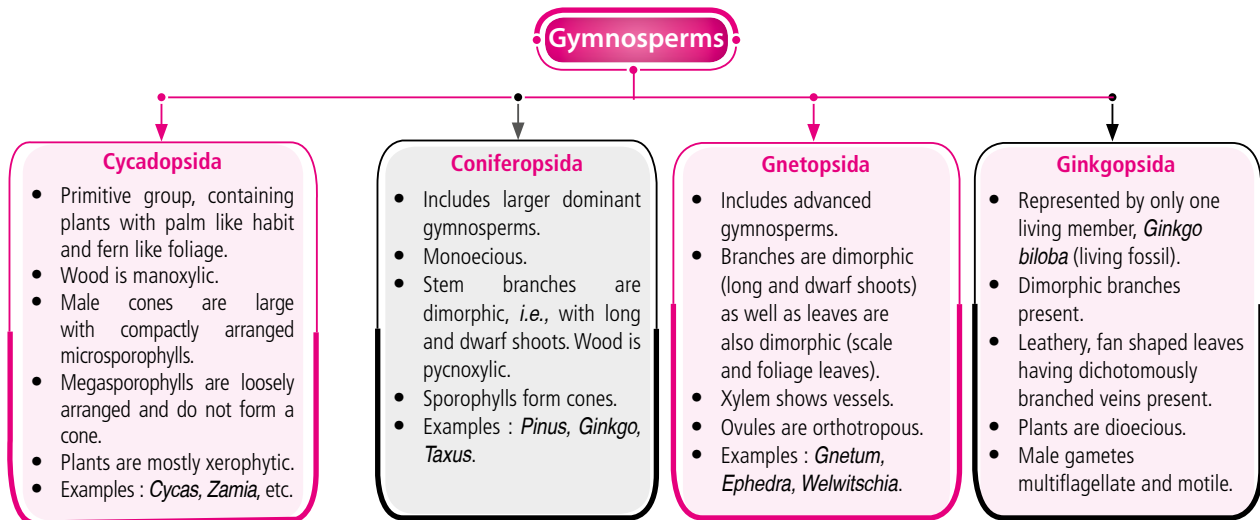 Gymnosperms
Cycadopsida
• Primitive group, containing
plants with palm like habit
and fern like foliage.
• Wood is manoxylic.
• Male cones are large
with compactly arranged
microsporophylls.
• Megasporophylls are loosely
arranged and do not form a
cone.
• Plants are mostly xerophytic.
• Examples : Cycas, Zamia, etc.
Coniferopsida
• Includes larger dominant
gymnosperms.
• Monoecious.
• Stem branches are
dimorphic, i.e., with long
and dwarf shoots. Wood is
pycnoxylic.
• Sporophylls form cones.
• Examples : Pinus, Ginkgo,
Taxus.
Gnetopsida
• Includes advanced
gymnosperms.
• Branches are dimorphic
(long and dwarf shoots)
as well as leaves are
also dimorphic (scale
and foliage leaves).
• Xylem shows vessels.
• Ovules are orthotropous.
• Examples : Gnetum,
Ephedra, Welwitschia.
Ginkgopsida
• Represented by only one
living member, Ginkgo
biloba (living fossil).
• Dimorphic branches
present.
• Leathery, fan shaped leaves
having dichotomously
branched veins present.
• Plants are dioecious.
• Male gametes
multiflagellate and motile.